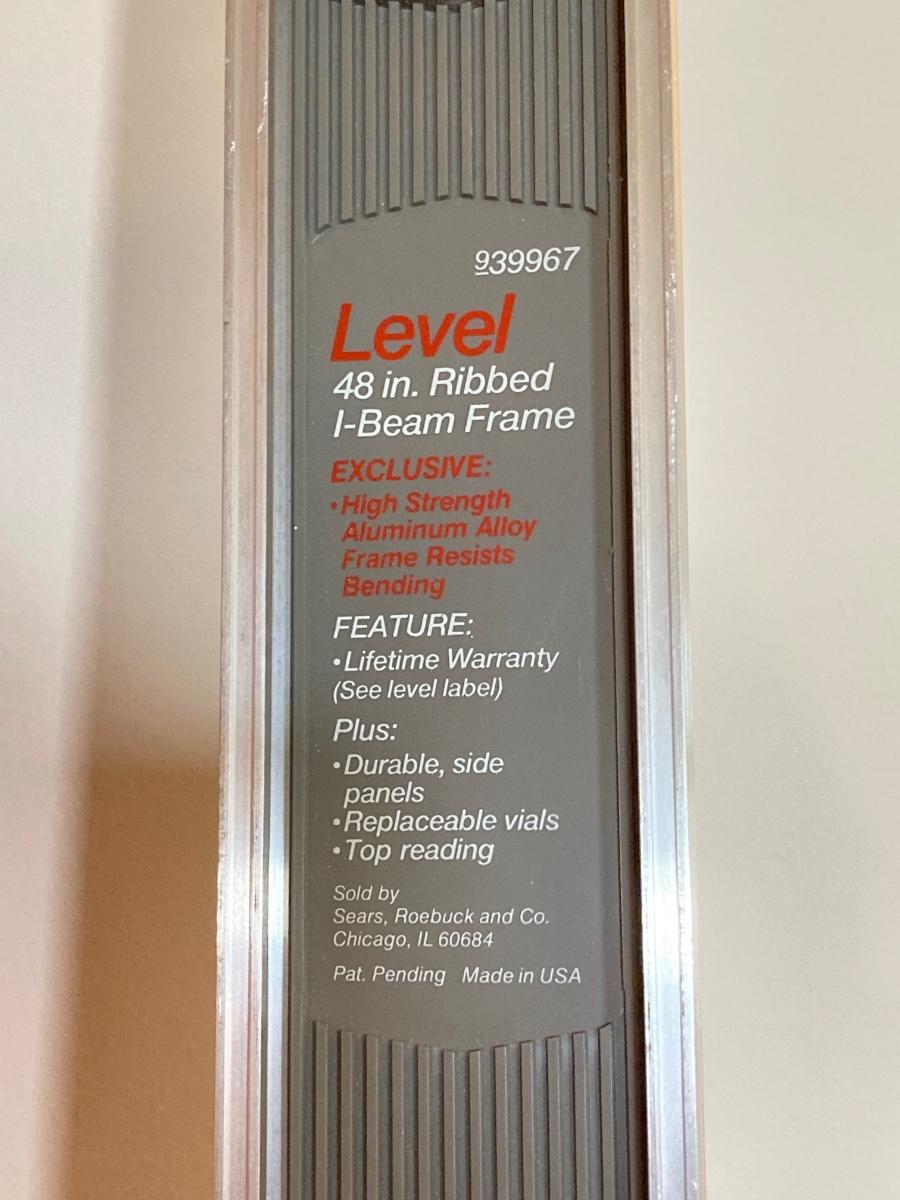 939967
Level
48 in. Ribbed
I-Beam Frame
EXCLUSIVE:
•High Strength
Aluminum Alloy
Frame Resists
Bending
FEATURE:
•Lifetime Warranty
(See level label)
Plus:
•Durable, side
panels
•Replaceable vials
•Top reading
Sold by
Sears, Roebuck and Co.
Chicago, IL 60684
Pat. Pending Made in USA